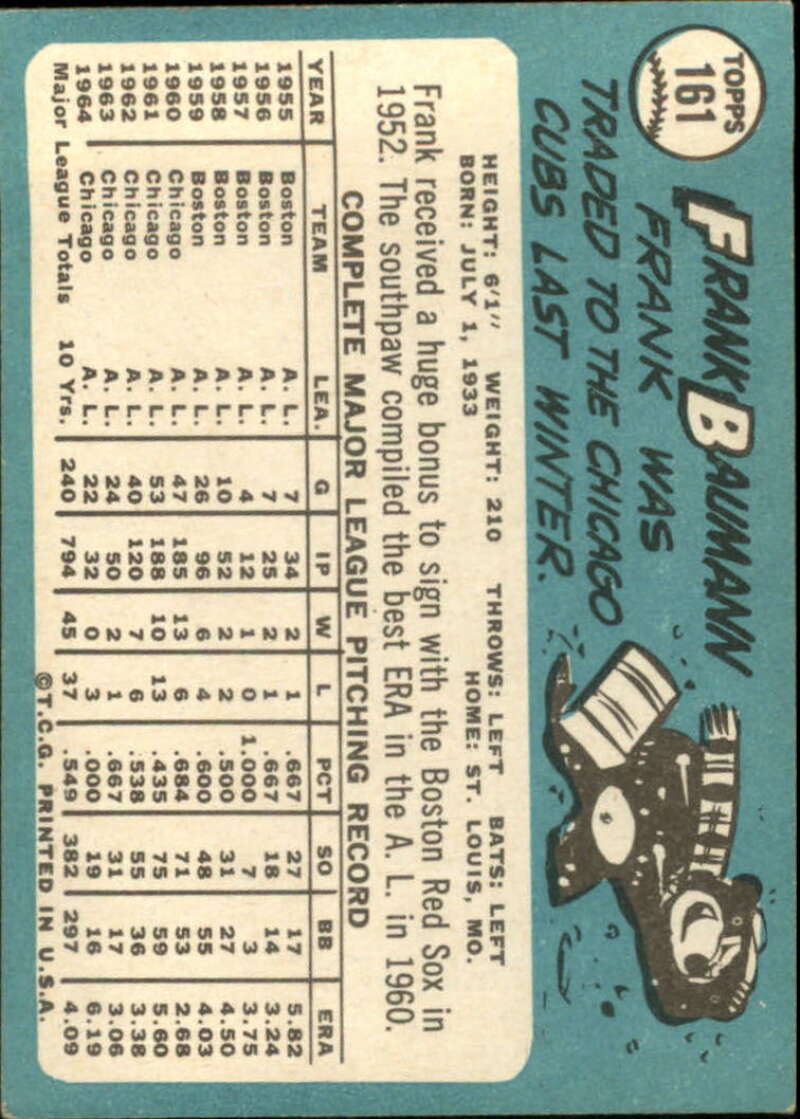 TOPPS
161
FRANK BAUMANN
FRANK WAS
TRADED TO THE CHICAGO
CUBS LAST WINTER.
HEIGHT: 6'1" WEIGHT: 210 THROWS: LEFT BATS: LEFT
BORN: JULY 1, 1933 HOME: ST. LOUIS, MO.
Frank received a huge bonus to sign with the Boston Red Sox in
1952. The southpaw compiled the best ERA in the A. L. in 1960.
COMPLETE MAJOR LEAGUE PITCHING RECORD
YEAR TEAM LEA. G IP W L PCT SO BB ERA
1955 Boston A. L. 7 34 2 1 .667 27 17 5.82
1956 Boston A. L. 7 25 2 1 .667 18 14 3.24
1957 Boston A. L. 4 12 1 0 1.000 7 3 3.75
1958 Boston A. L. 10 52 2 2 .500 31 27 4.50
1959 Boston A. L. 26 96 6 4 .600 48 55 4.03
1960 Chicago A. L. 47 185 13 6 .684 71 53 2.68
1961 Chicago A. L. 53 188 10 13 .435 75 59 5.60
1962 Chicago A. L. 40 120 7 6 .538 55 36 3.38
1963 Chicago A. L. 24 50 2 1 .667 31 17 3.06
1964 Chicago A. L. 22 32 0 3 .000 19 16 6.19
Major League Totals 10 Yrs. 240 794 45 37 .549 382 297 4.09
©T.C.G. PRINTED IN U.S.A.